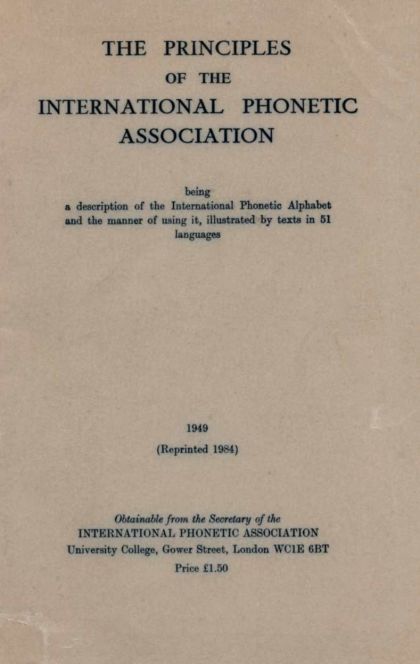 THE PRINCIPLES
OF THE
INTERNATIONAL PHONETIC
ASSOCIATION
being
a description of the International Phonetic Alphabet
and the manner of using it, illustrated by texts in 51
languages
1949
(Reprinted 1984)
Obtainable from the Secretary of the
INTERNATIONAL PHONETIC ASSOCIATION
University College, Gower Street, London WC1E 6BT
Price £1.50